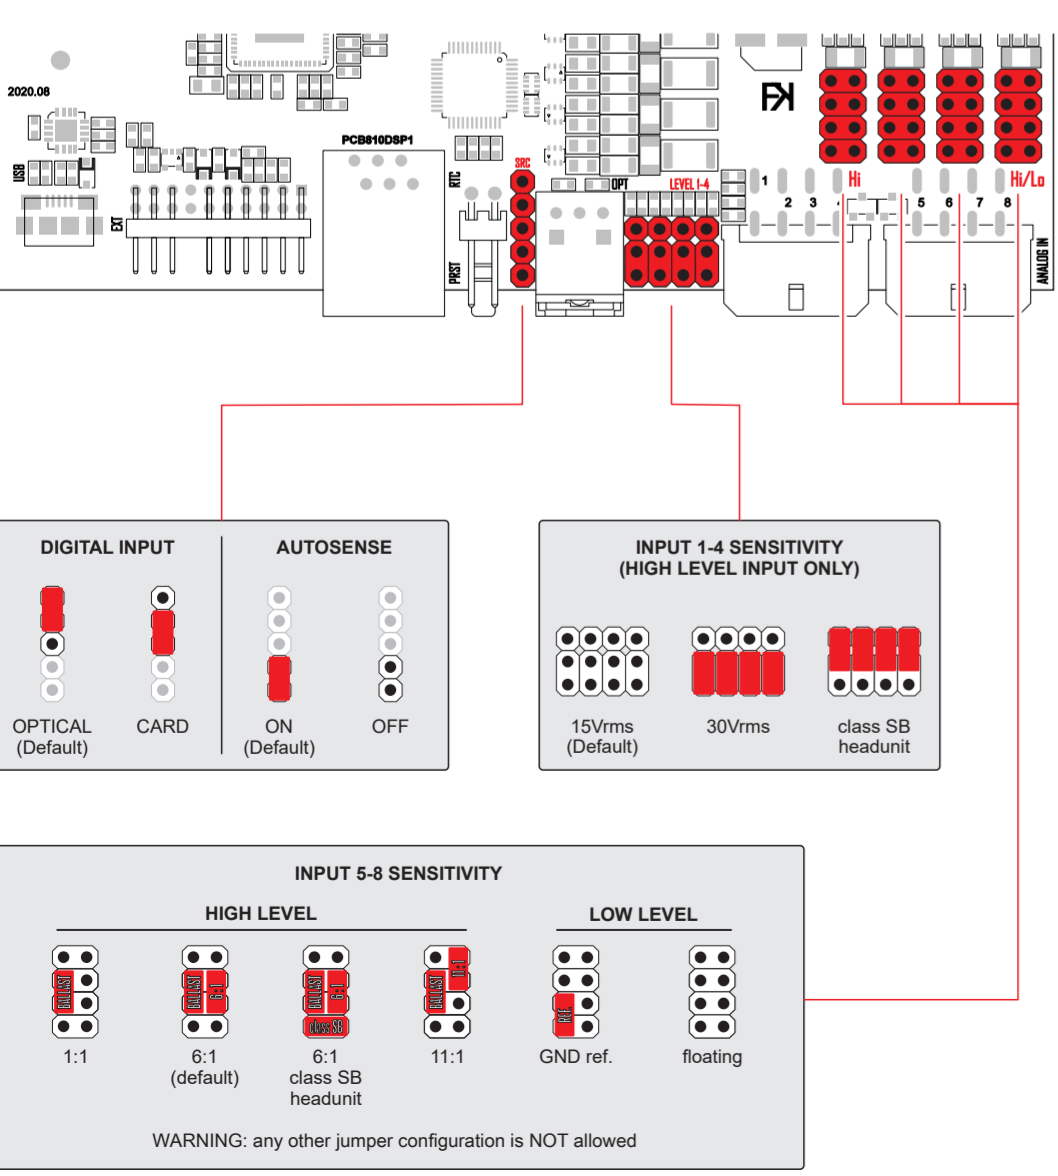 2020.08
PCB810DSP1
USB
EXT
RTC
PRST
SRC
OPT
LEVEL 1-4
1
2
3
4
Hi
5
6
7
8
Hi/Lo
ANALOG IN
DIGITAL INPUT
OPTICAL
(Default)
CARD
AUTOSENSE
ON
(Default)
OFF
INPUT 1-4 SENSITIVITY
(HIGH LEVEL INPUT ONLY)
15Vrms
(Default)
30Vrms
class SB
headunit
INPUT 5-8 SENSITIVITY
HIGH LEVEL
BALLAST
1:1
BALLAST
6:1
6:1
(default)
BALLAST
6:1
class SB
6:1
class SB
headunit
BALLAST
11:1
11:1
LOW LEVEL
REF.
GND ref.
floating
WARNING: any other jumper configuration is NOT allowed